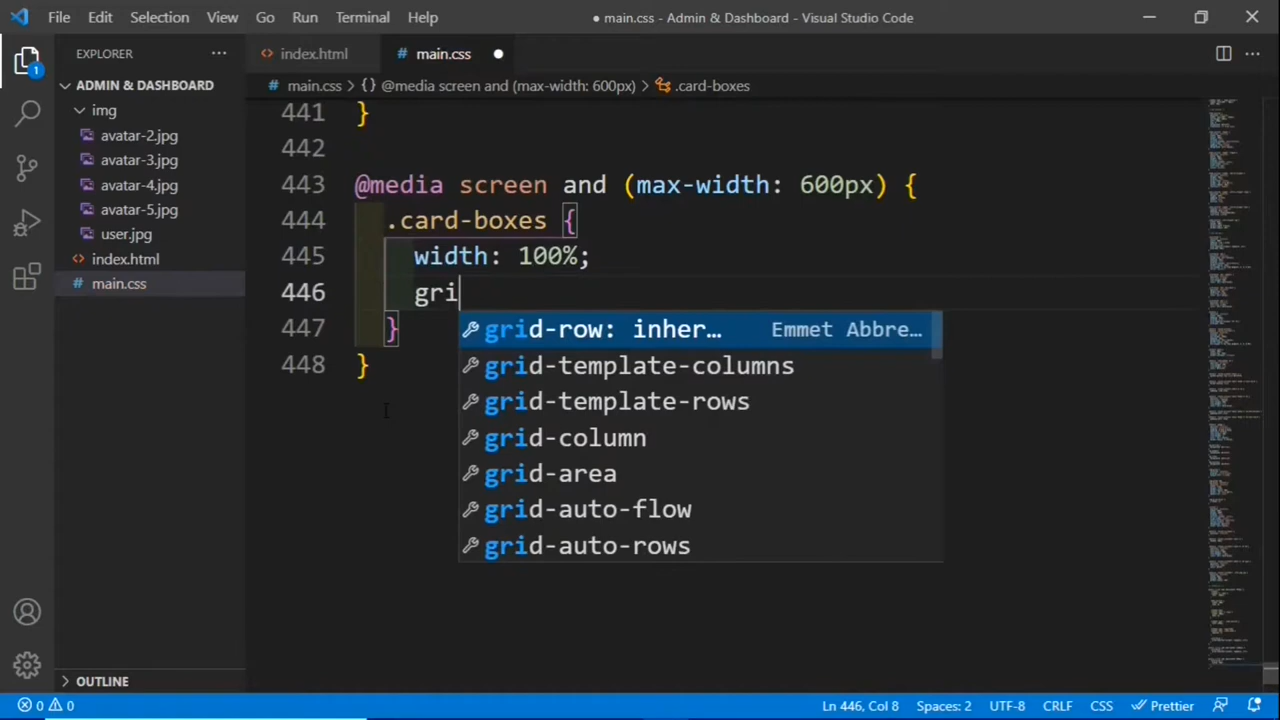 File Edit Selection View Go Run Terminal Help ● main.css - Admin & Dashboard - Visual Studio Code
EXPLORER ···
index.html
# main.css
ADMIN & DASHBOARD
# main.css > {} @media screen and (max-width: 600px) > .card-boxes
1
img
avatar-2.jpg
avatar-3.jpg
avatar-4.jpg
avatar-5.jpg
user.jpg
index.html
# main.css
441 }
442
443 @media screen and (max-width: 600px) {
444 .card-boxes {
445 width: 100%;
446 gri
447 }
448 }
grid-row: inher… Emmet Abbre…
grid-template-columns
grid-template-rows
grid-column
grid-area
grid-auto-flow
grid-auto-rows
OUTLINE
0 0 Ln 446, Col 8 Spaces: 2 UTF-8 CRLF CSS Prettier